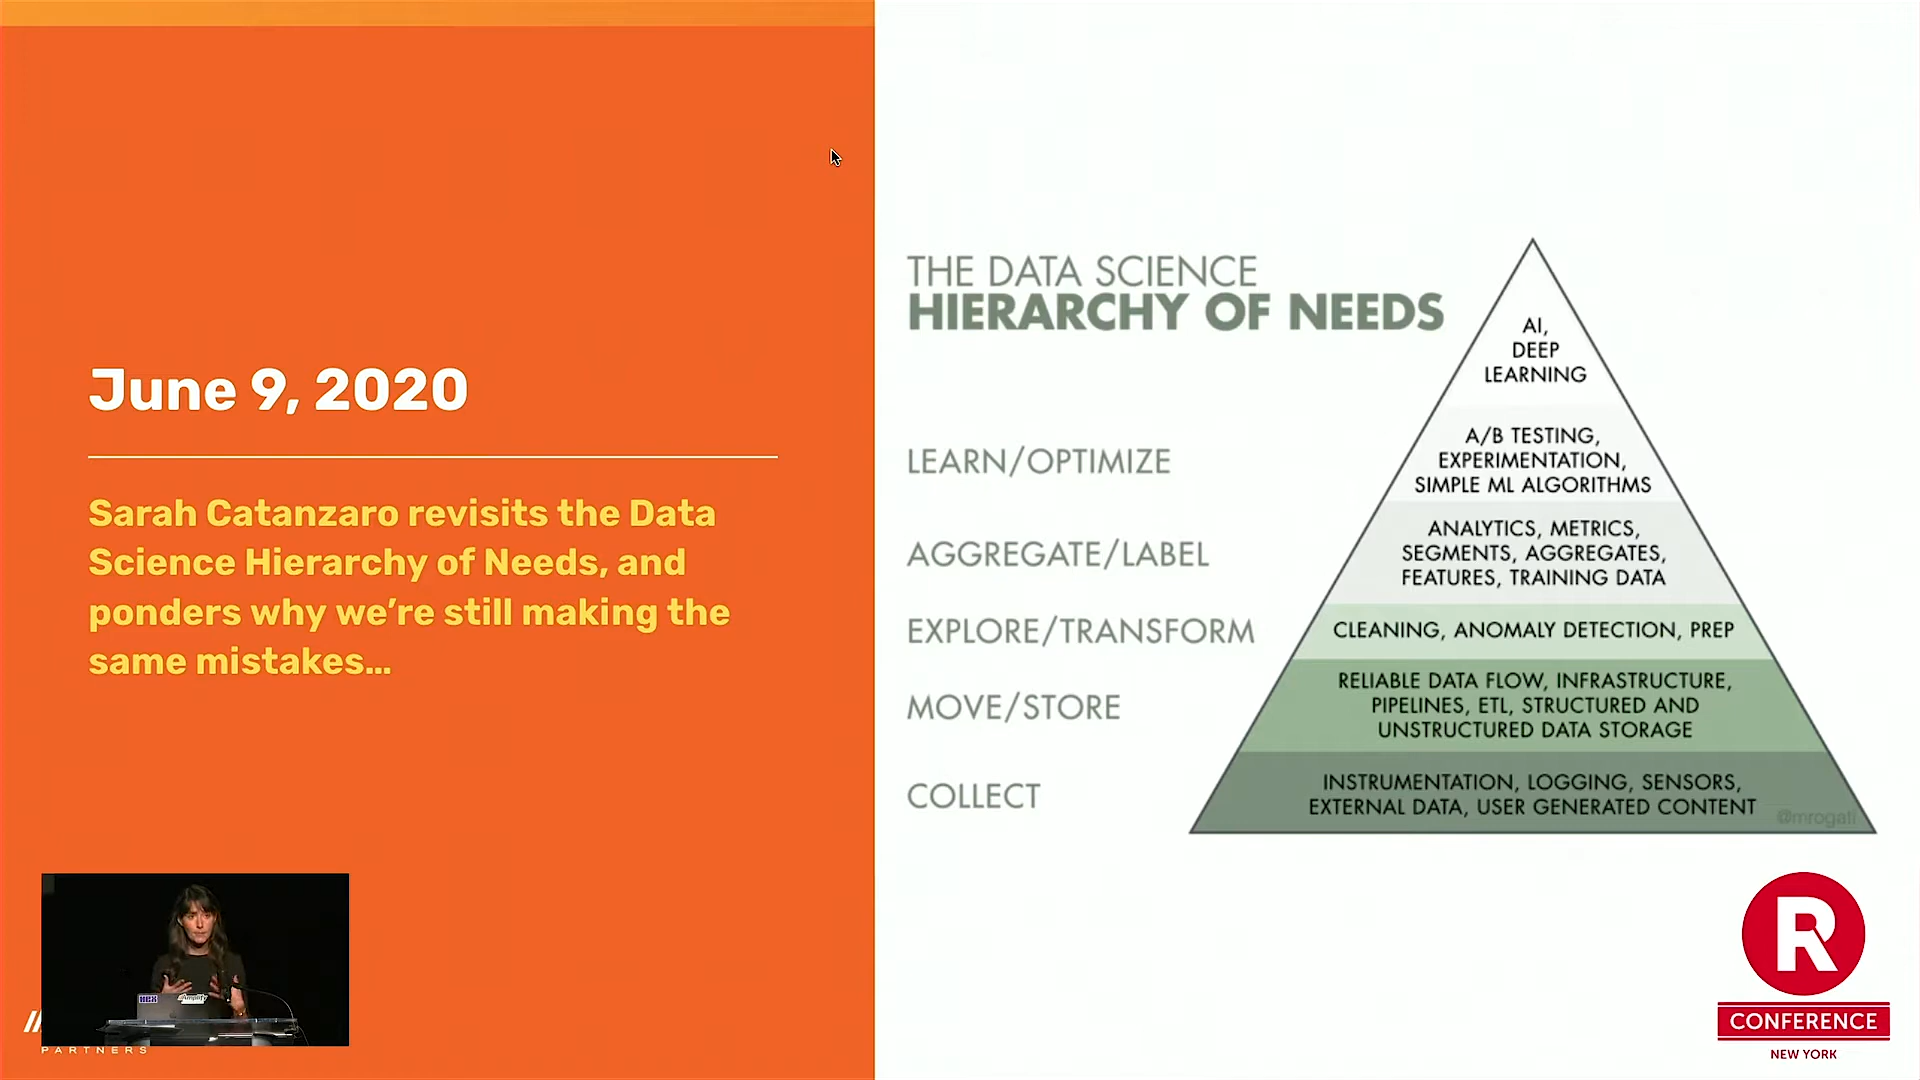 June 9, 2020
Sarah Catanzaro revisits the Data
Science Hierarchy of Needs, and
ponders why we’re still making the
same mistakes…
THE DATA SCIENCE
HIERARCHY OF NEEDS
AI,
DEEP
LEARNING
LEARN/OPTIMIZE
A/B TESTING,
EXPERIMENTATION,
SIMPLE ML ALGORITHMS
AGGREGATE/LABEL
ANALYTICS, METRICS,
SEGMENTS, AGGREGATES,
FEATURES, TRAINING DATA
EXPLORE/TRANSFORM
CLEANING, ANOMALY DETECTION, PREP
MOVE/STORE
RELIABLE DATA FLOW, INFRASTRUCTURE,
PIPELINES, ETL, STRUCTURED AND
UNSTRUCTURED DATA STORAGE
COLLECT
INSTRUMENTATION, LOGGING, SENSORS,
EXTERNAL DATA, USER GENERATED CONTENT
@mrogati
HEX
Amplify
PARTNERS
R
CONFERENCE
NEW YORK